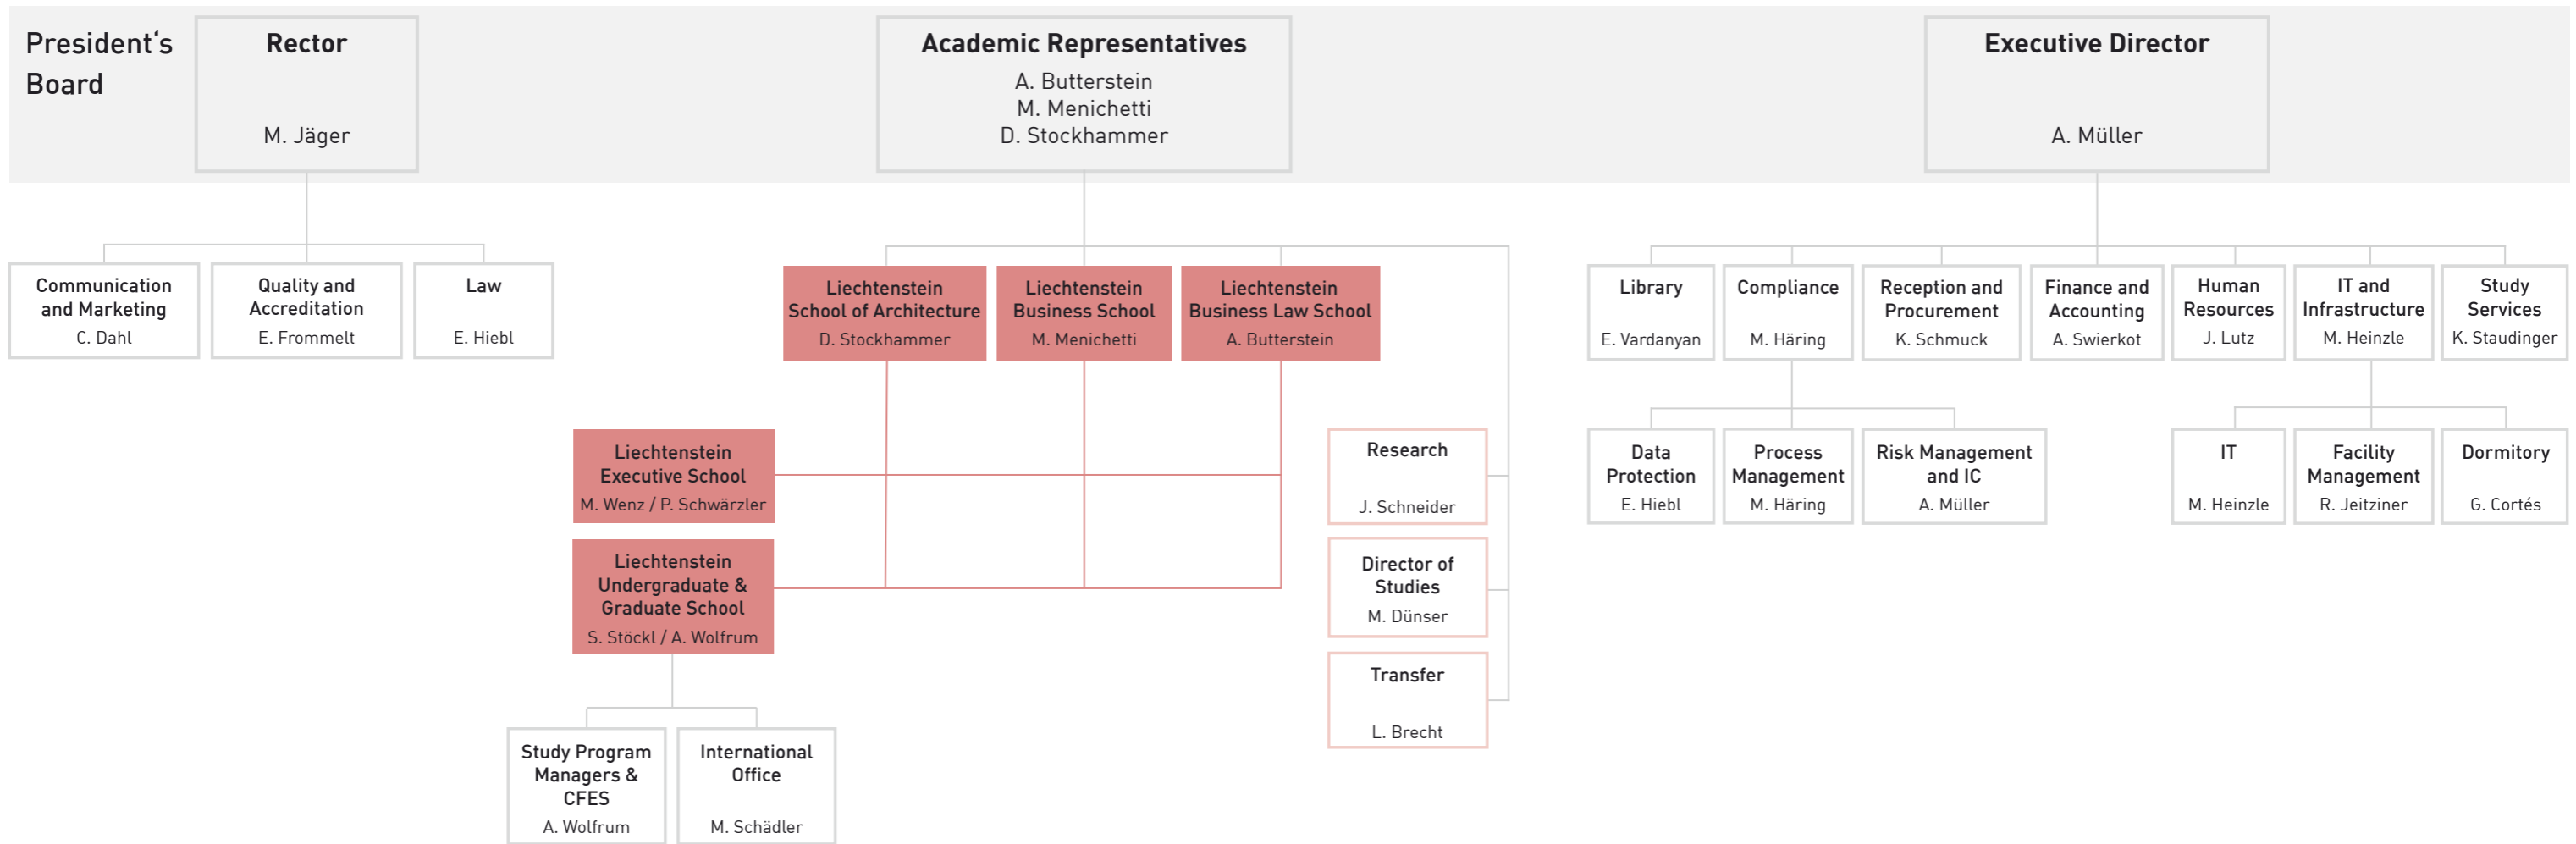 President‘s
Board
Rector
M. Jäger
Academic Representatives
A. Butterstein
M. Menichetti
D. Stockhammer
Executive Director
A. Müller
Communication
and Marketing
C. Dahl
Quality and
Accreditation
E. Frommelt
Law
E. Hiebl
Liechtenstein
School of Architecture
D. Stockhammer
Liechtenstein
Business School
M. Menichetti
Liechtenstein
Business Law School
A. Butterstein
Library
E. Vardanyan
Compliance
M. Häring
Reception and
Procurement
K. Schmuck
Finance and
Accounting
A. Swierkot
Human
Resources
J. Lutz
IT and
Infrastructure
M. Heinzle
Study
Services
K. Staudinger
Liechtenstein
Executive School
M. Wenz / P. Schwärzler
Research
J. Schneider
Data
Protection
E. Hiebl
Process
Management
M. Häring
Risk Management
and IC
A. Müller
IT
M. Heinzle
Facility
Management
R. Jeitziner
Dormitory
G. Cortés
Liechtenstein
Undergraduate &
Graduate School
S. Stöckl / A. Wolfrum
Director of
Studies
M. Dünser
Transfer
L. Brecht
Study Program
Managers &
CFES
A. Wolfrum
International
Office
M. Schädler